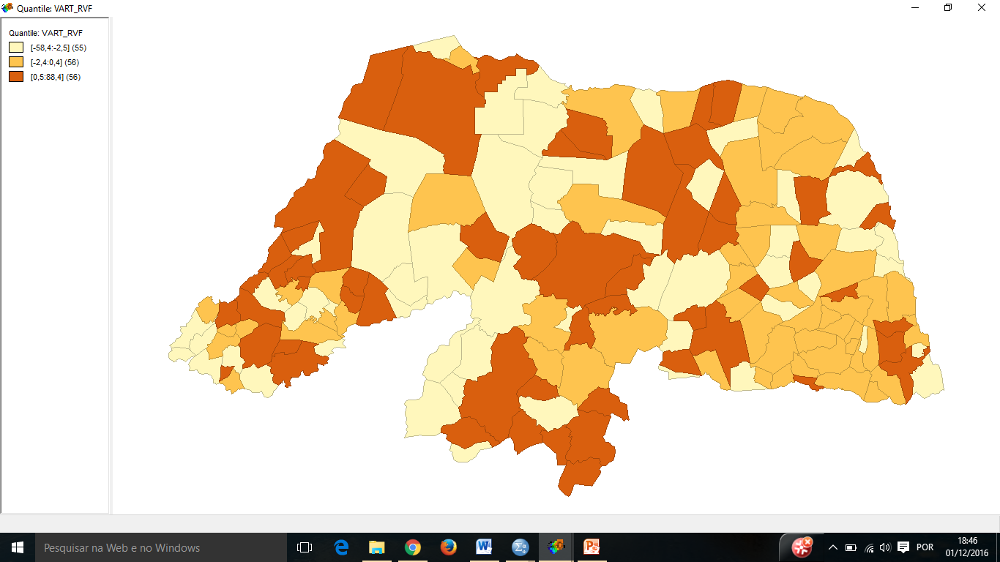 Quantile: VART_RVF
Quantile: VART_RVF
[-58,4:-2,5] (55)
[-2,4:0,4] (56)
[0,5:88,4] (56)
Pesquisar na Web e no Windows
POR
18:46
01/12/2016